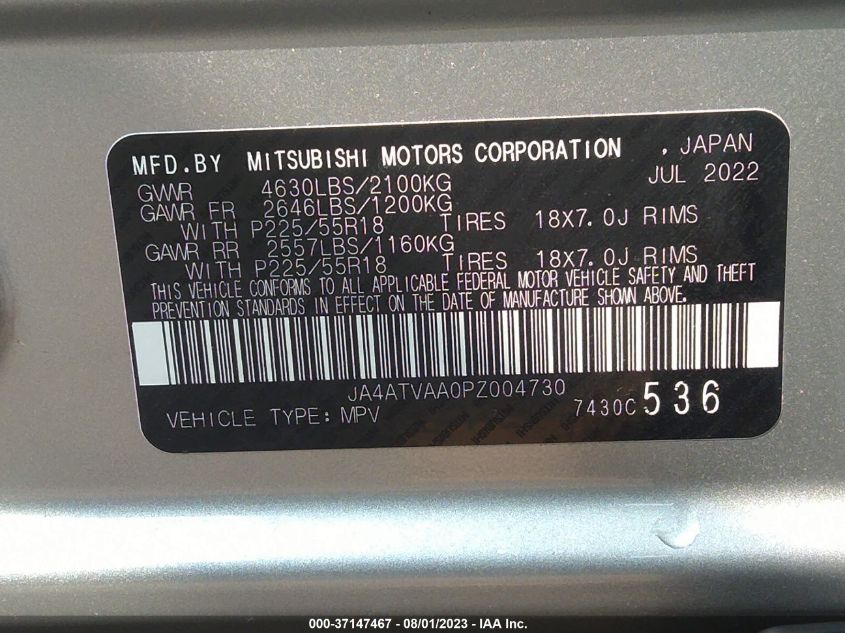 MFD.BY MITSUBISHI MOTORS CORPORATION , JAPAN
GVWR 4630LBS/2100KG JUL 2022
GAWR FR 2646LBS/1200KG
WITH P225/55R18 TIRES 18X7.0J RIMS
GAWR RR 2557LBS/1160KG
WITH P225/55R18 TIRES 18X7.0J RIMS
THIS VEHICLE CONFORMS TO ALL APPLICABLE FEDERAL MOTOR VEHICLE SAFETY AND THEFT
PREVENTION STANDARDS IN EFFECT ON THE DATE OF MANUFACTURE SHOWN ABOVE.
JA4ATVAA0PZ004730
VEHICLE TYPE: MPV 7430C 536
000-37147467 - 08/01/2023 - IAA Inc.